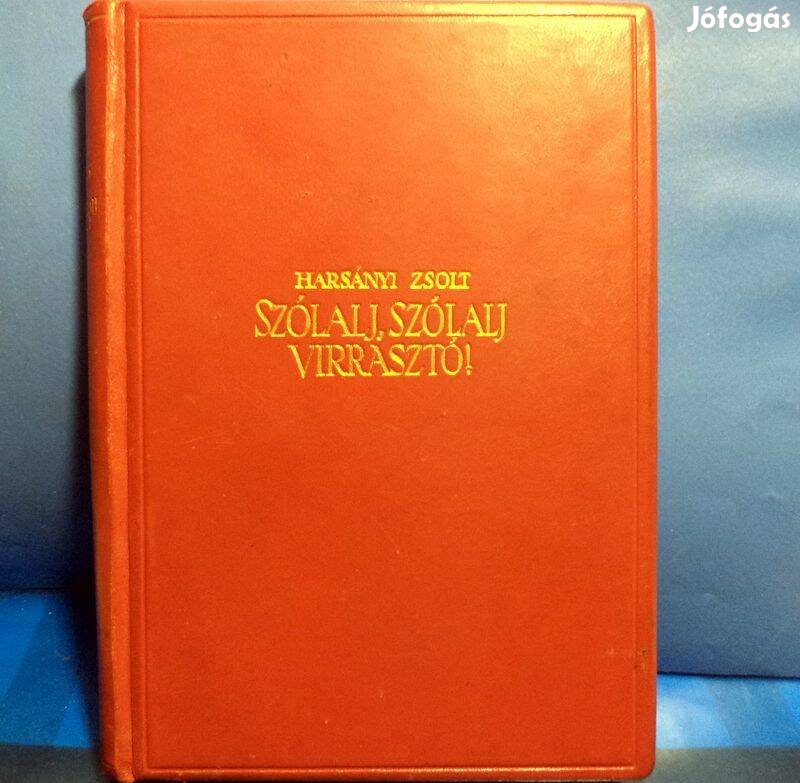 Jófogás
HARSÁNYI ZSOLT
SZÓLALJ, SZÓLALJ
VIRRASZTÓ!